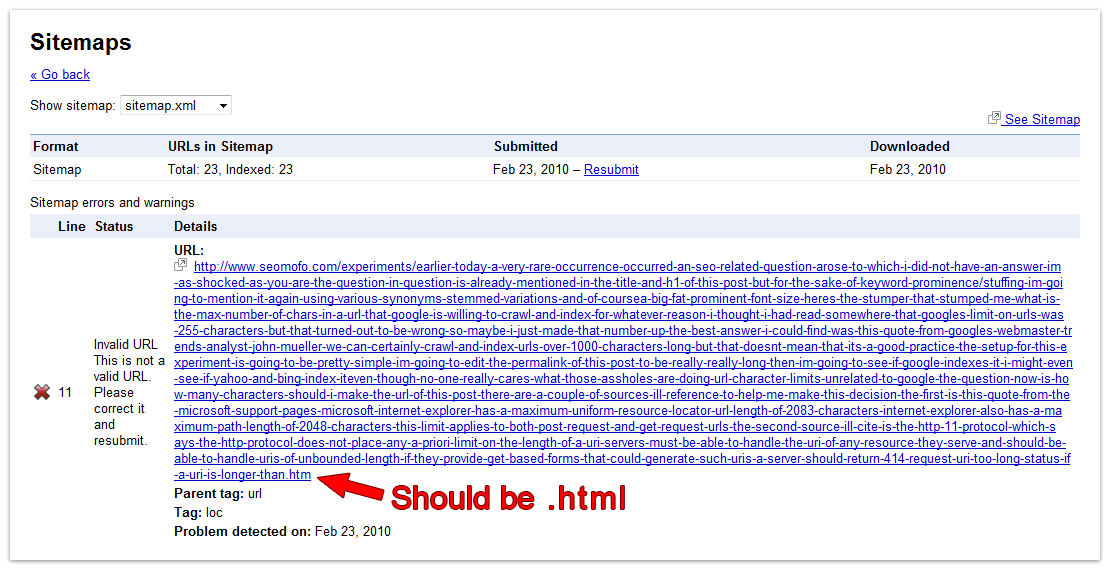 Sitemaps
« Go back
Show sitemap: sitemap.xml
See Sitemap
Format URLs in Sitemap Submitted Downloaded
Sitemap Total: 23, Indexed: 23 Feb 23, 2010 – Resubmit Feb 23, 2010
Sitemap errors and warnings
Line Status Details
11
Invalid URL
This is not a
valid URL.
Please
correct it
and
resubmit.
URL:
http://www.seomofo.com/experiments/earlier-today-a-very-rare-occurrence-occurred-an-seo-related-question-arose-to-which-i-did-not-have-an-answer-im
-as-shocked-as-you-are-the-question-in-question-is-already-mentioned-in-the-title-and-h1-of-this-post-but-for-the-sake-of-keyword-prominence/stuffing-im-goi
ng-to-mention-it-again-using-various-synonyms-stemmed-variations-and-of-coursea-big-fat-prominent-font-size-heres-the-stumper-that-stumped-me-what-is-
the-max-number-of-chars-in-a-url-that-google-is-willing-to-crawl-and-index-for-whatever-reason-i-thought-i-had-read-somewhere-that-googles-limit-on-urls-was
-255-characters-but-that-turned-out-to-be-wrong-so-maybe-i-just-made-that-number-up-the-best-answer-i-could-find-was-this-quote-from-googles-webmaster-tr
ends-analyst-john-mueller-we-can-certainly-crawl-and-index-urls-over-1000-characters-long-but-that-doesnt-mean-that-its-a-good-practice-the-setup-for-this-e
xperiment-is-going-to-be-pretty-simple-im-going-to-edit-the-permalink-of-this-post-to-be-really-really-long-then-im-going-to-see-if-google-indexes-it-i-might-even
-see-if-yahoo-and-bing-index-iteven-though-no-one-really-cares-what-those-assholes-are-doing-url-character-limits-unrelated-to-google-the-question-now-is-ho
w-many-characters-should-i-make-the-url-of-this-post-there-are-a-couple-of-sources-ill-reference-to-help-me-make-this-decision-the-first-is-this-quote-from-the
-microsoft-support-pages-microsoft-internet-explorer-has-a-maximum-uniform-resource-locator-url-length-of-2083-characters-internet-explorer-also-has-a-ma
ximum-path-length-of-2048-characters-this-limit-applies-to-both-post-request-and-get-request-urls-the-second-source-ill-cite-is-the-http-11-protocol-which-s
ays-the-http-protocol-does-not-place-any-a-priori-limit-on-the-length-of-a-uri-servers-must-be-able-to-handle-the-uri-of-any-resource-they-serve-and-should-be-
able-to-handle-uris-of-unbounded-length-if-they-provide-get-based-forms-that-could-generate-such-uris-a-server-should-return-414-request-uri-too-long-status-if
-a-uri-is-longer-than.htm
Should be .html
Parent tag: url
Tag: loc
Problem detected on: Feb 23, 2010